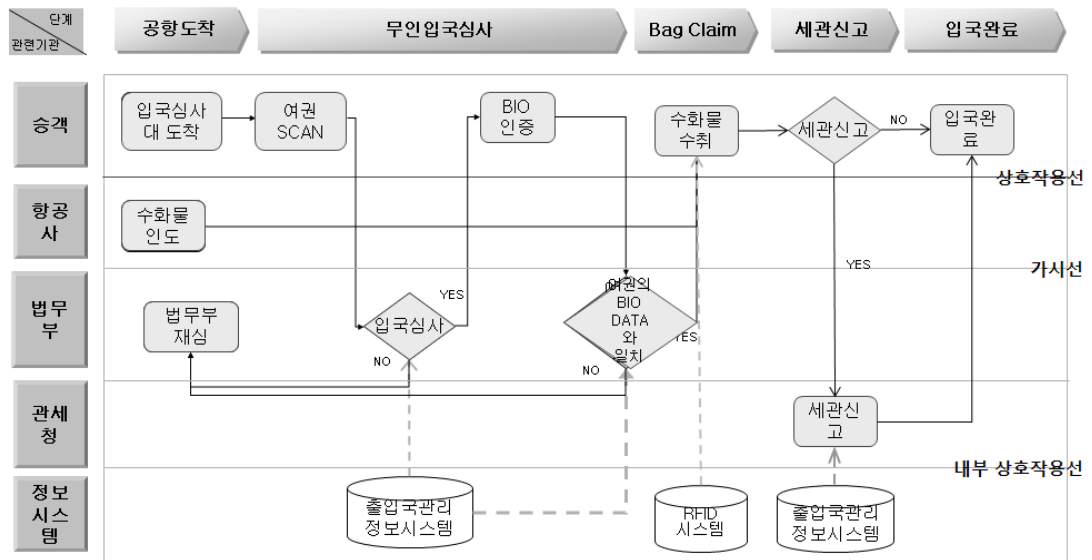 단계
관련기관
공항도착
무인입국심사
Bag Claim
세관신고
입국완료
승객
입국심사
대 도착
여권
SCAN
BIO
인증
수화물
수취
세관신고
NO
입국완
료
상호작용선
항공
사
수화물
인도
YES
가시선
법무
부
법무부
재심
입국심사
YES
NO
여권의
BIO
DATA
와
일치
YES
NO
관세
청
세관신
고
내부 상호작용선
정보
시스
템
출입국관리
정보시스템
RFID
시스템
출입국관리
정보시스템